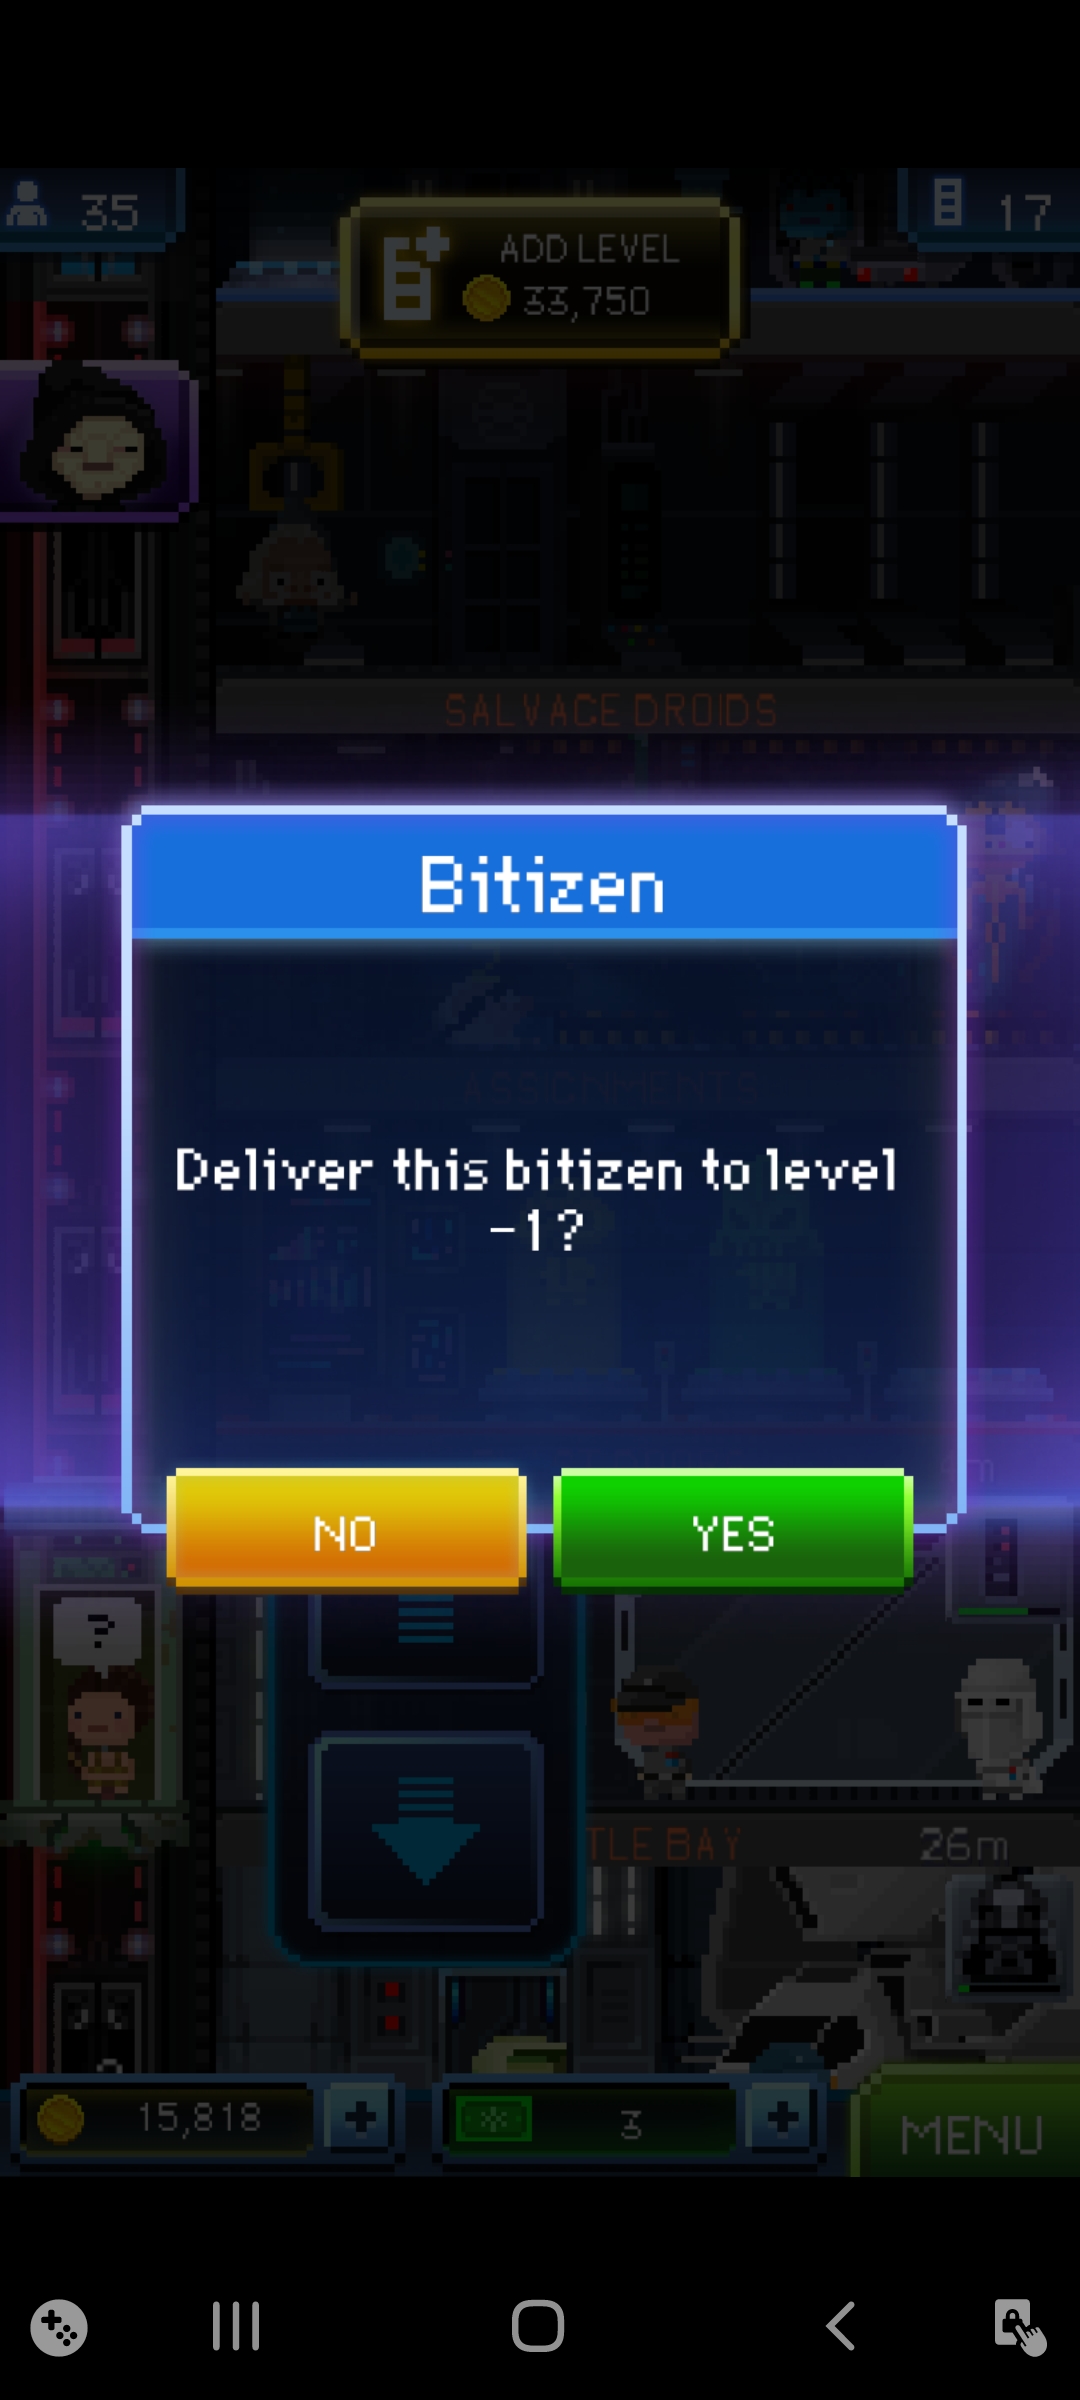 35
ADD LEVEL
33,750
17
SALVAGE DROIDS
Bitizen
ASSIGNMENTS
Deliver this bitizen to level
-1?
NO
YES
?
TLE BAY
26m
15,818
3
MENU